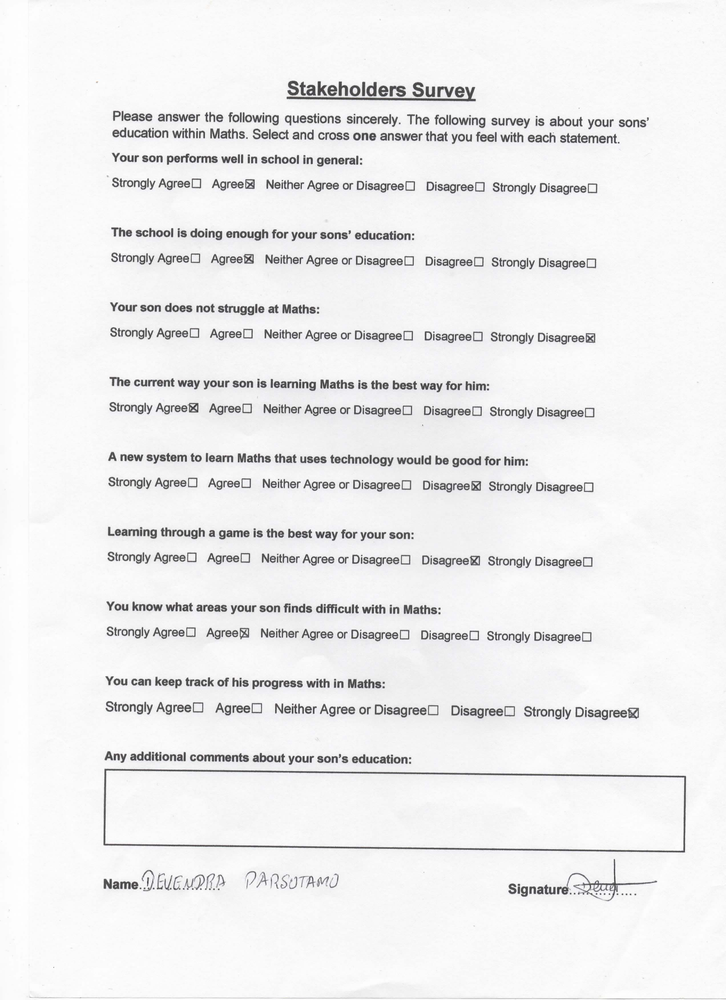 Stakeholders Survey
Please answer the following questions sincerely. The following survey is about your sons'
education within Maths. Select and cross one answer that you feel with each statement.
Your son performs well in school in general:
Strongly Agree☐ Agree☒ Neither Agree or Disagree☐ Disagree☐ Strongly Disagree☐
The school is doing enough for your sons' education:
Strongly Agree☐ Agree☒ Neither Agree or Disagree☐ Disagree☐ Strongly Disagree☐
Your son does not struggle at Maths:
Strongly Agree☐ Agree☐ Neither Agree or Disagree☐ Disagree☐ Strongly Disagree☒
The current way your son is learning Maths is the best way for him:
Strongly Agree☒ Agree☐ Neither Agree or Disagree☐ Disagree☐ Strongly Disagree☐
A new system to learn Maths that uses technology would be good for him:
Strongly Agree☐ Agree☐ Neither Agree or Disagree☐ Disagree☒ Strongly Disagree☐
Learning through a game is the best way for your son:
Strongly Agree☐ Agree☐ Neither Agree or Disagree☐ Disagree☒ Strongly Disagree☐
You know what areas your son finds difficult with in Maths:
Strongly Agree☐ Agree☒ Neither Agree or Disagree☐ Disagree☐ Strongly Disagree☐
You can keep track of his progress with in Maths:
Strongly Agree☐ Agree☐ Neither Agree or Disagree☐ Disagree☐ Strongly Disagree☒
Any additional comments about your son's education:
Name DEVENDRA PARSOTAMO Signature